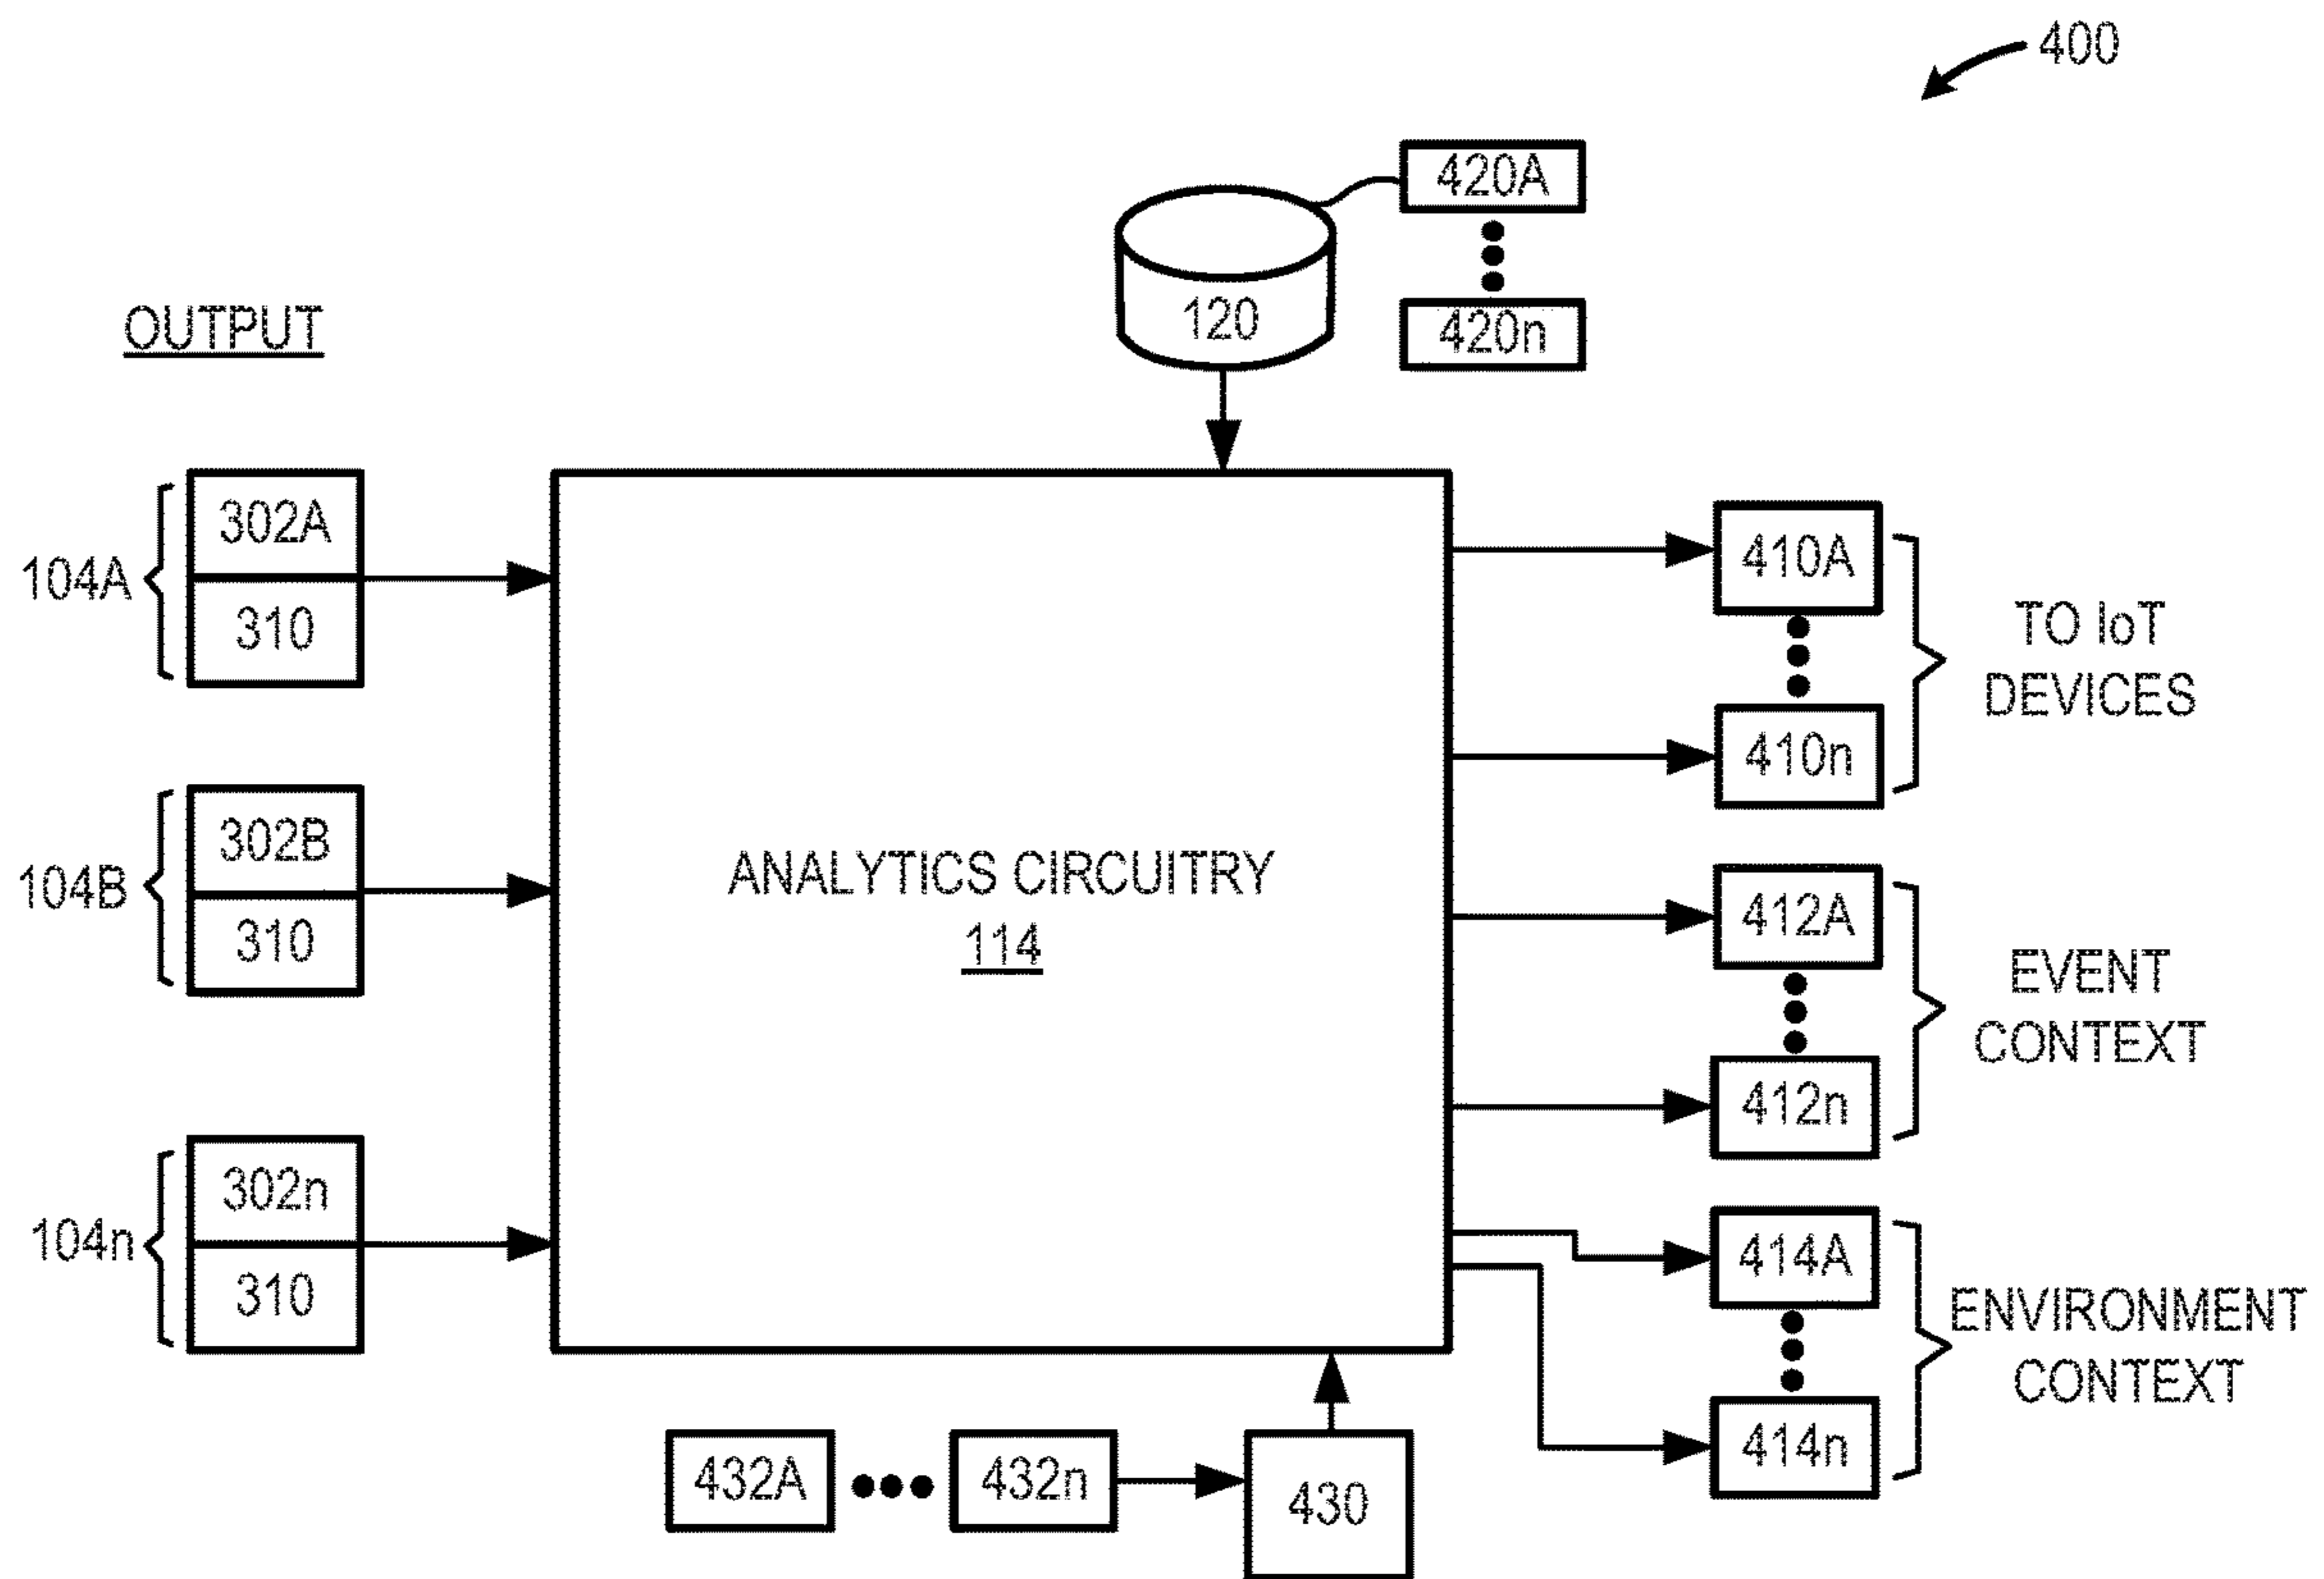 400
420A
120
420n
OUTPUT
302A
104A
310
302B
104B
310
302n
104n
310
ANALYTICS CIRCUITRY
114
410A
410n
TO IoT
DEVICES
412A
412n
EVENT
CONTEXT
414A
414n
ENVIRONMENT
CONTEXT
432A
432n
430